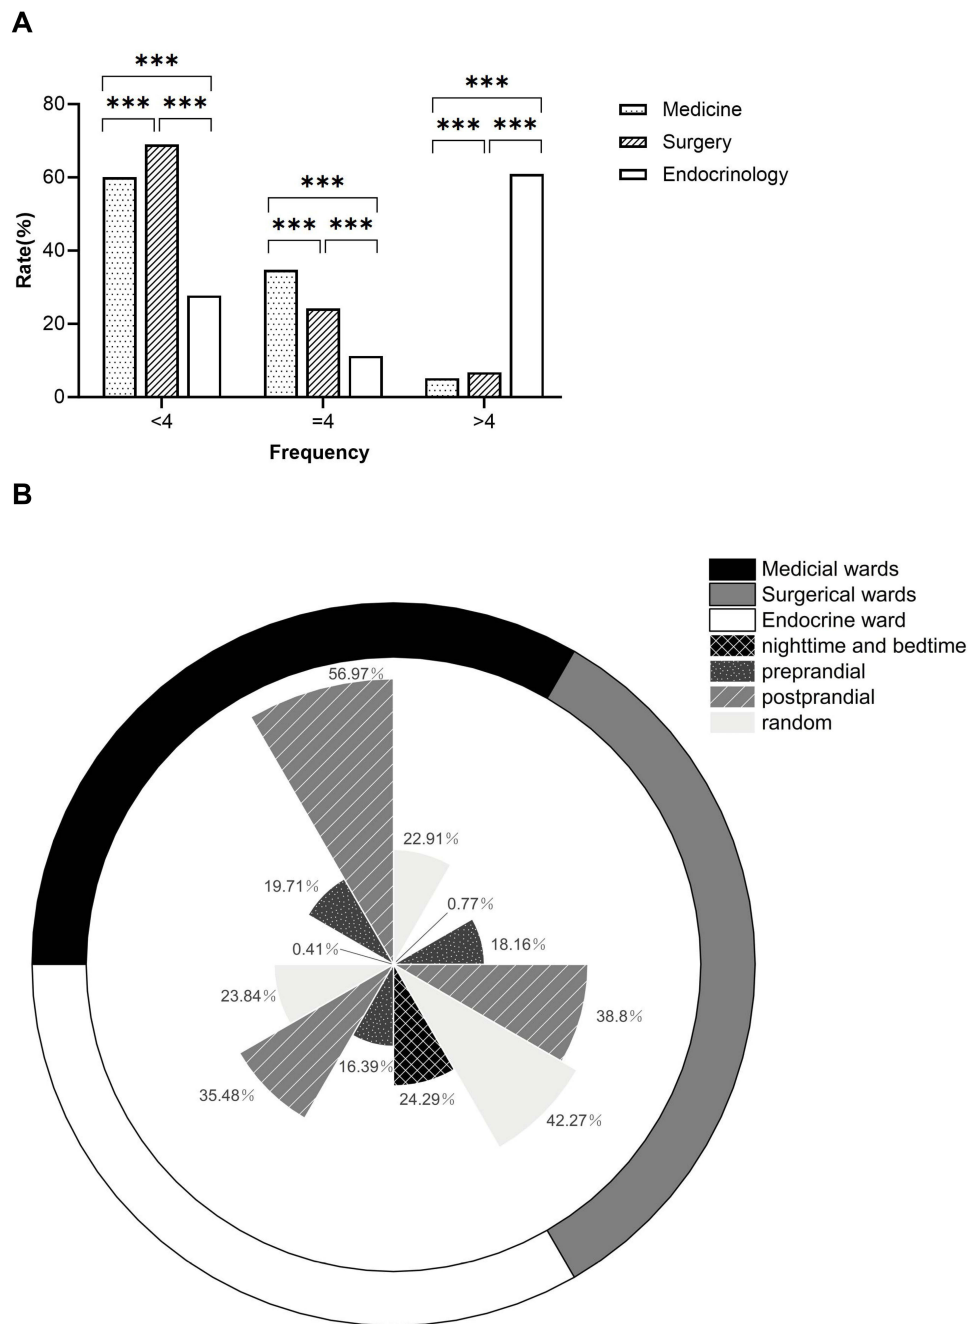 A
***
***
***
***
***
***
***
***
***
80
60
40
20
0
Rate(%)
<4
=4
>4
Frequency
Medicine
Surgery
Endocrinology
B
Medicial wards
Surgerical wards
Endocrine ward
nighttime and bedtime
preprandial
postprandial
random
56.97%
22.91%
19.71%
0.77%
18.16%
0.41%
23.84%
38.8%
16.39%
35.48%
24.29%
42.27%